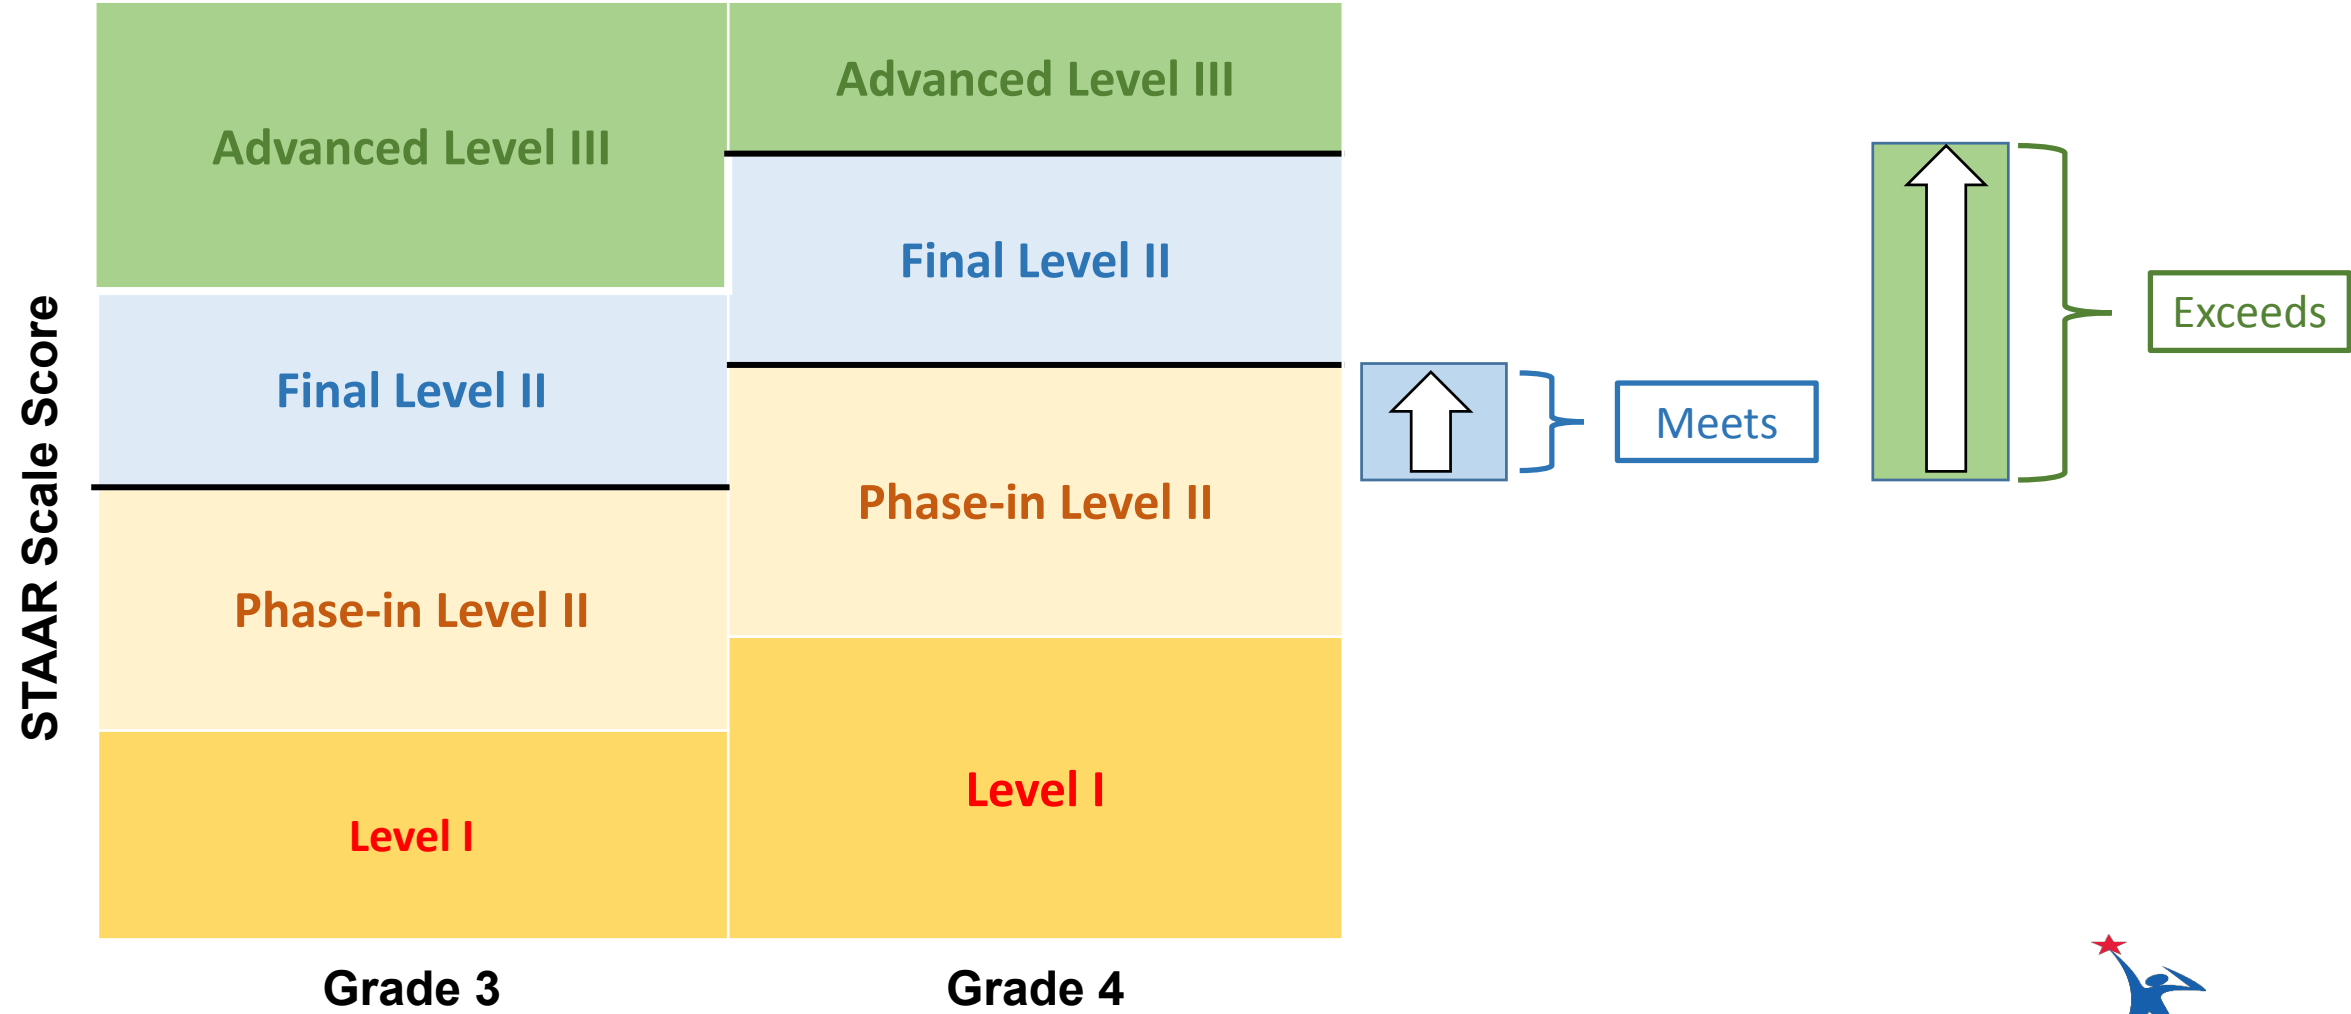 STAAR Scale Score
Advanced Level III
Final Level II
Phase-in Level II
Level I
Grade 3
Advanced Level III
Final Level II
Phase-in Level II
Level I
Grade 4
Meets
Exceeds